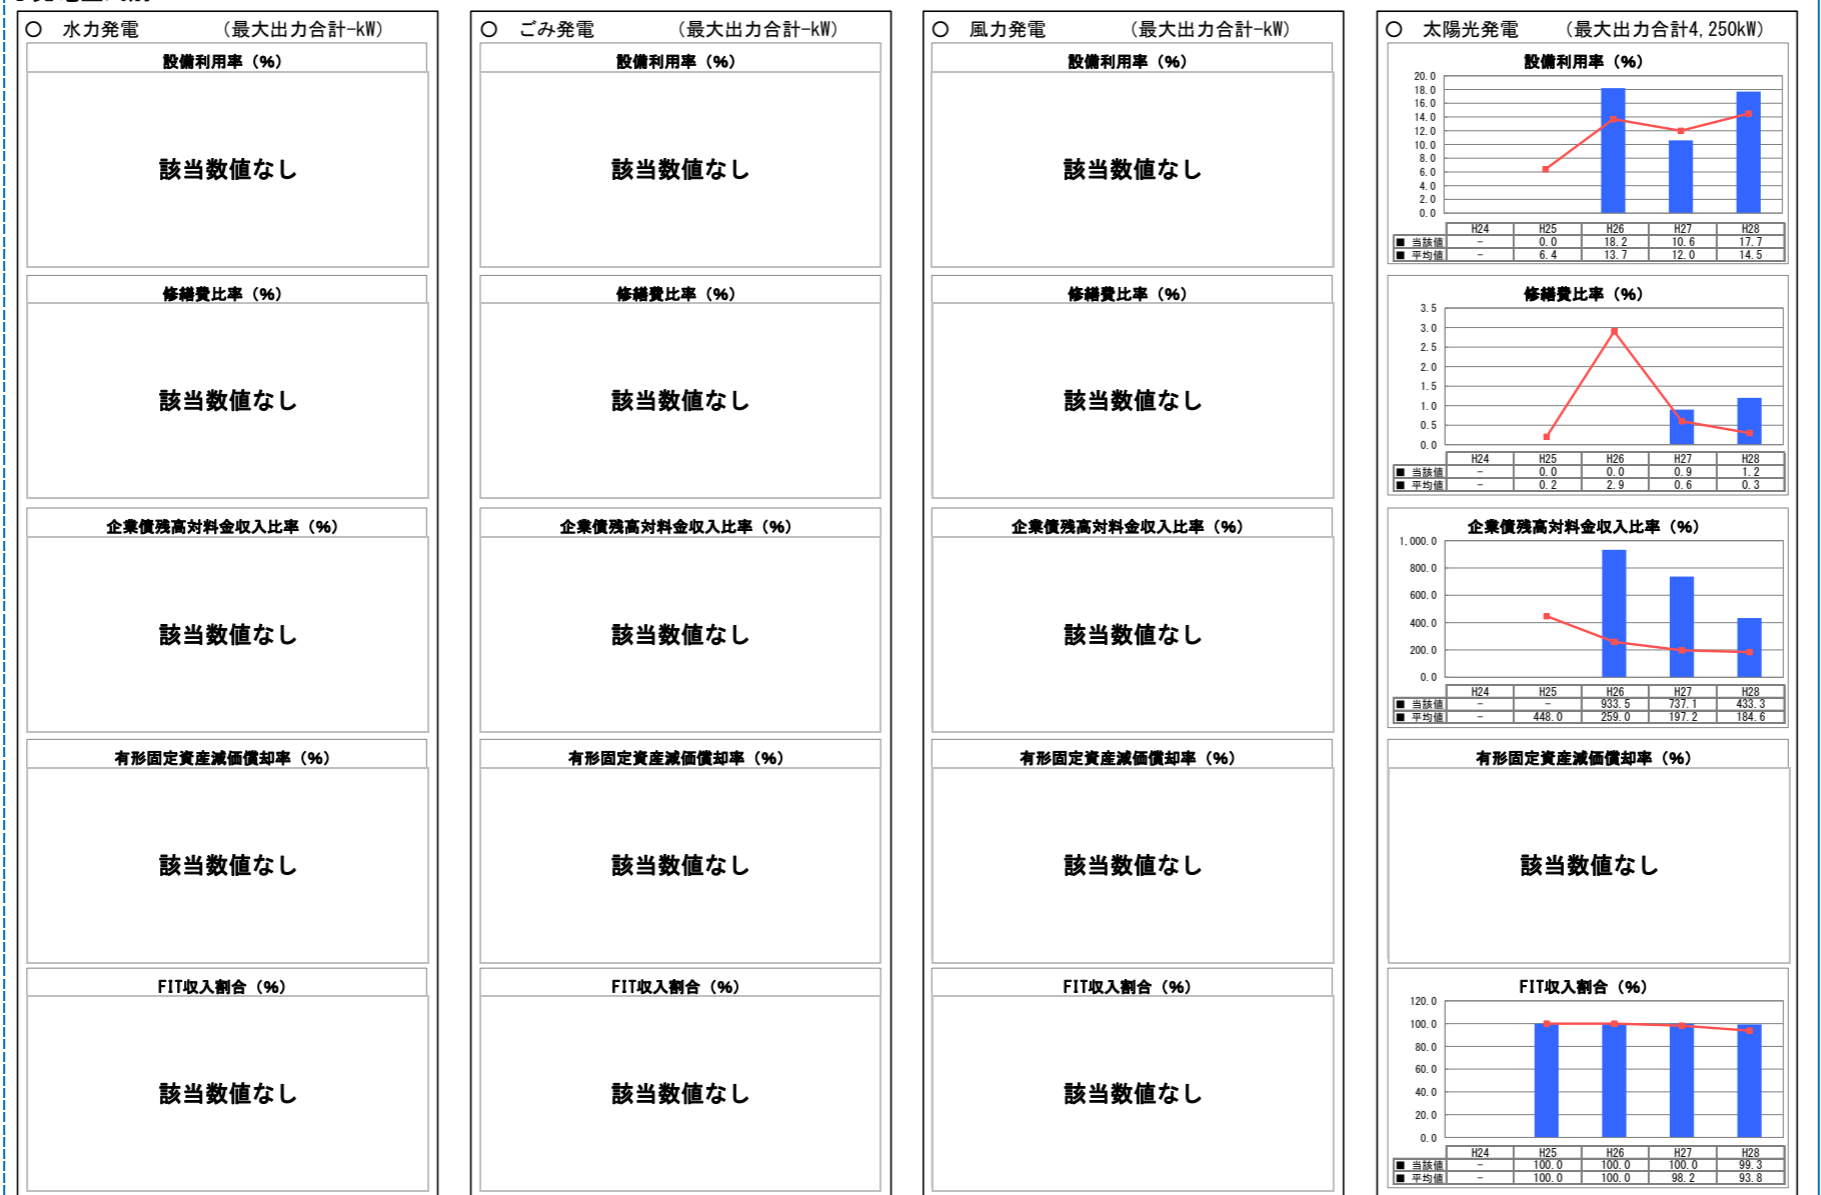 ○ 水力発電 (最大出力合計-kW)
設備利用率（%）
該当数値なし
修繕費比率（%）
該当数値なし
企業債残高対料金収入比率（%）
該当数値なし
有形固定資産減価償却率（%）
該当数値なし
FIT収入割合（%）
該当数値なし
○ ごみ発電 (最大出力合計-kW)
設備利用率（%）
該当数値なし
修繕費比率（%）
該当数値なし
企業債残高対料金収入比率（%）
該当数値なし
有形固定資産減価償却率（%）
該当数値なし
FIT収入割合（%）
該当数値なし
○ 風力発電 (最大出力合計-kW)
設備利用率（%）
該当数値なし
修繕費比率（%）
該当数値なし
企業債残高対料金収入比率（%）
該当数値なし
有形固定資産減価償却率（%）
該当数値なし
FIT収入割合（%）
該当数値なし
○ 太陽光発電 (最大出力合計4,250kW)
設備利用率（%）
20.0
18.0
16.0
14.0
12.0
10.0
8.0
6.0
4.0
2.0
0.0
H24 H25 H26 H27 H28
■ 当該値 - 0.0 18.2 10.6 17.7
■ 平均値 - 6.4 13.7 12.0 14.5
修繕費比率（%）
3.5
3.0
2.5
2.0
1.5
1.0
0.5
0.0
H24 H25 H26 H27 H28
■ 当該値 - 0.0 0.0 0.9 1.2
■ 平均値 - 0.2 2.9 0.6 0.3
企業債残高対料金収入比率（%）
1,000.0
800.0
600.0
400.0
200.0
0.0
H24 H25 H26 H27 H28
■ 当該値 - - 933.5 737.1 433.3
■ 平均値 - 448.0 259.0 197.2 184.6
有形固定資産減価償却率（%）
該当数値なし
FIT収入割合（%）
120.0
100.0
80.0
60.0
40.0
20.0
0.0
H24 H25 H26 H27 H28
■ 当該値 - 100.0 100.0 100.0 99.3
■ 平均値 - 100.0 100.0 98.2 93.8